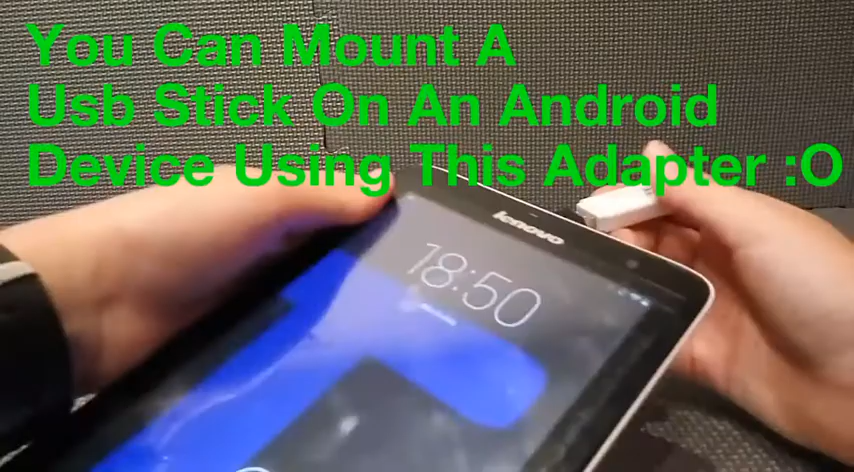 You Can Mount A
Usb Stick On An Android
Device Using This Adapter :O
lenovo
18:50